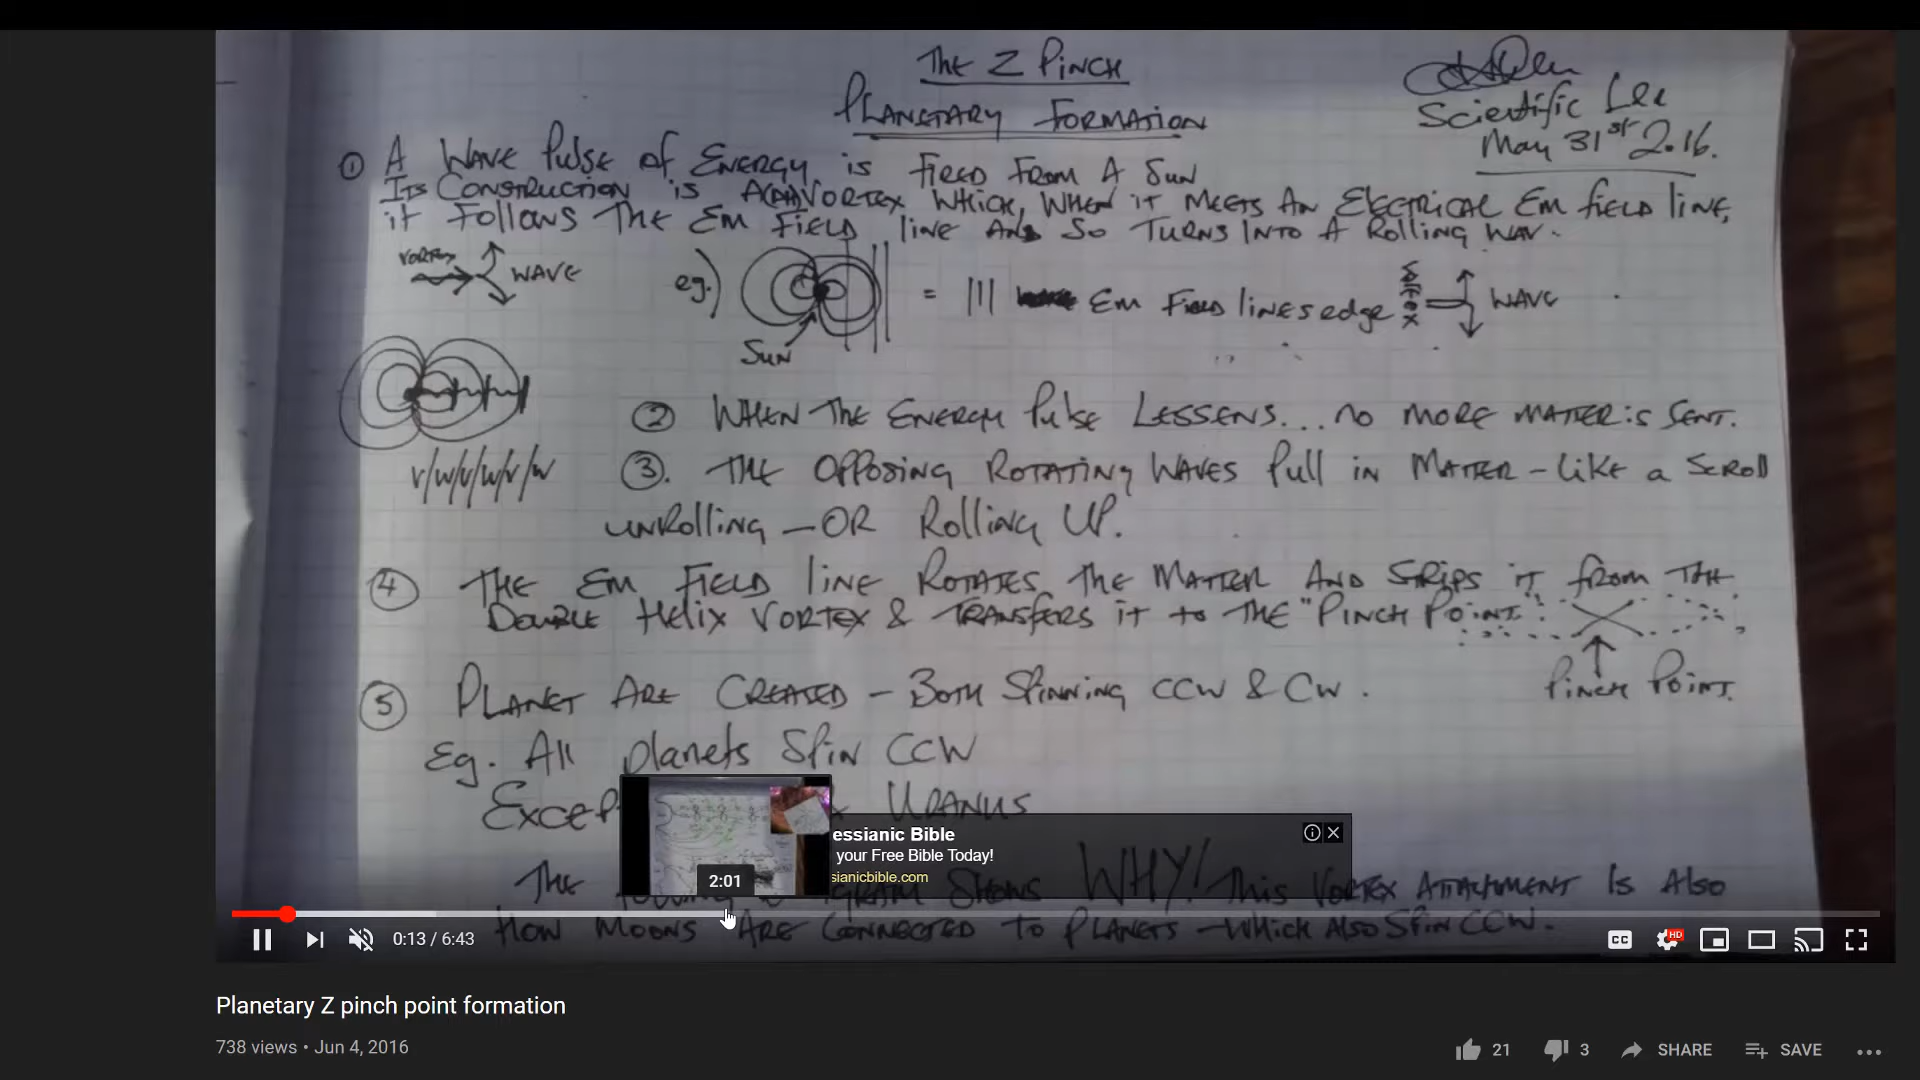 The Z Pinch
Planetary Formation
Scientific Lee
May 31st 2016.
① A Wave Pulse of Energy is Fired From A Sun
Its Construction is A(AN)Vortex Which, When it Meets An Electrical Em field line,
it Follows The Em Field line And So Turns Into A Rolling Wav.
Vortex
WAVE
eg.)
= ||| Em Field lines edge
WAVE
Sun
② When The Energy Pulse Lessens... no more matter is Sent.
v/w/v/w/v/w
③. The Opposing Rotating Waves Pull in Matter - Like a Scroll
unrolling - OR Rolling Up.
④ The Em Field line Rotates The Matter And Strips it from The
Double Helix Vortex & Transfers it to the "Pinch Point"
Pinch Point.
⑤ Planet Are Created - Both Spinning CCW & CW.
Eg. All planets Spin CCW
Excep Uranus
essianic Bible
your Free Bible Today!
sianicbible.com
2:01
The Shows WHY! This Vortex Attachment Is Also
How Moons Are Connected To Planets - Which Also Spin CCW.
0:13 / 6:43
CC
HD
Planetary Z pinch point formation
738 views • Jun 4, 2016
21
3
SHARE
SAVE